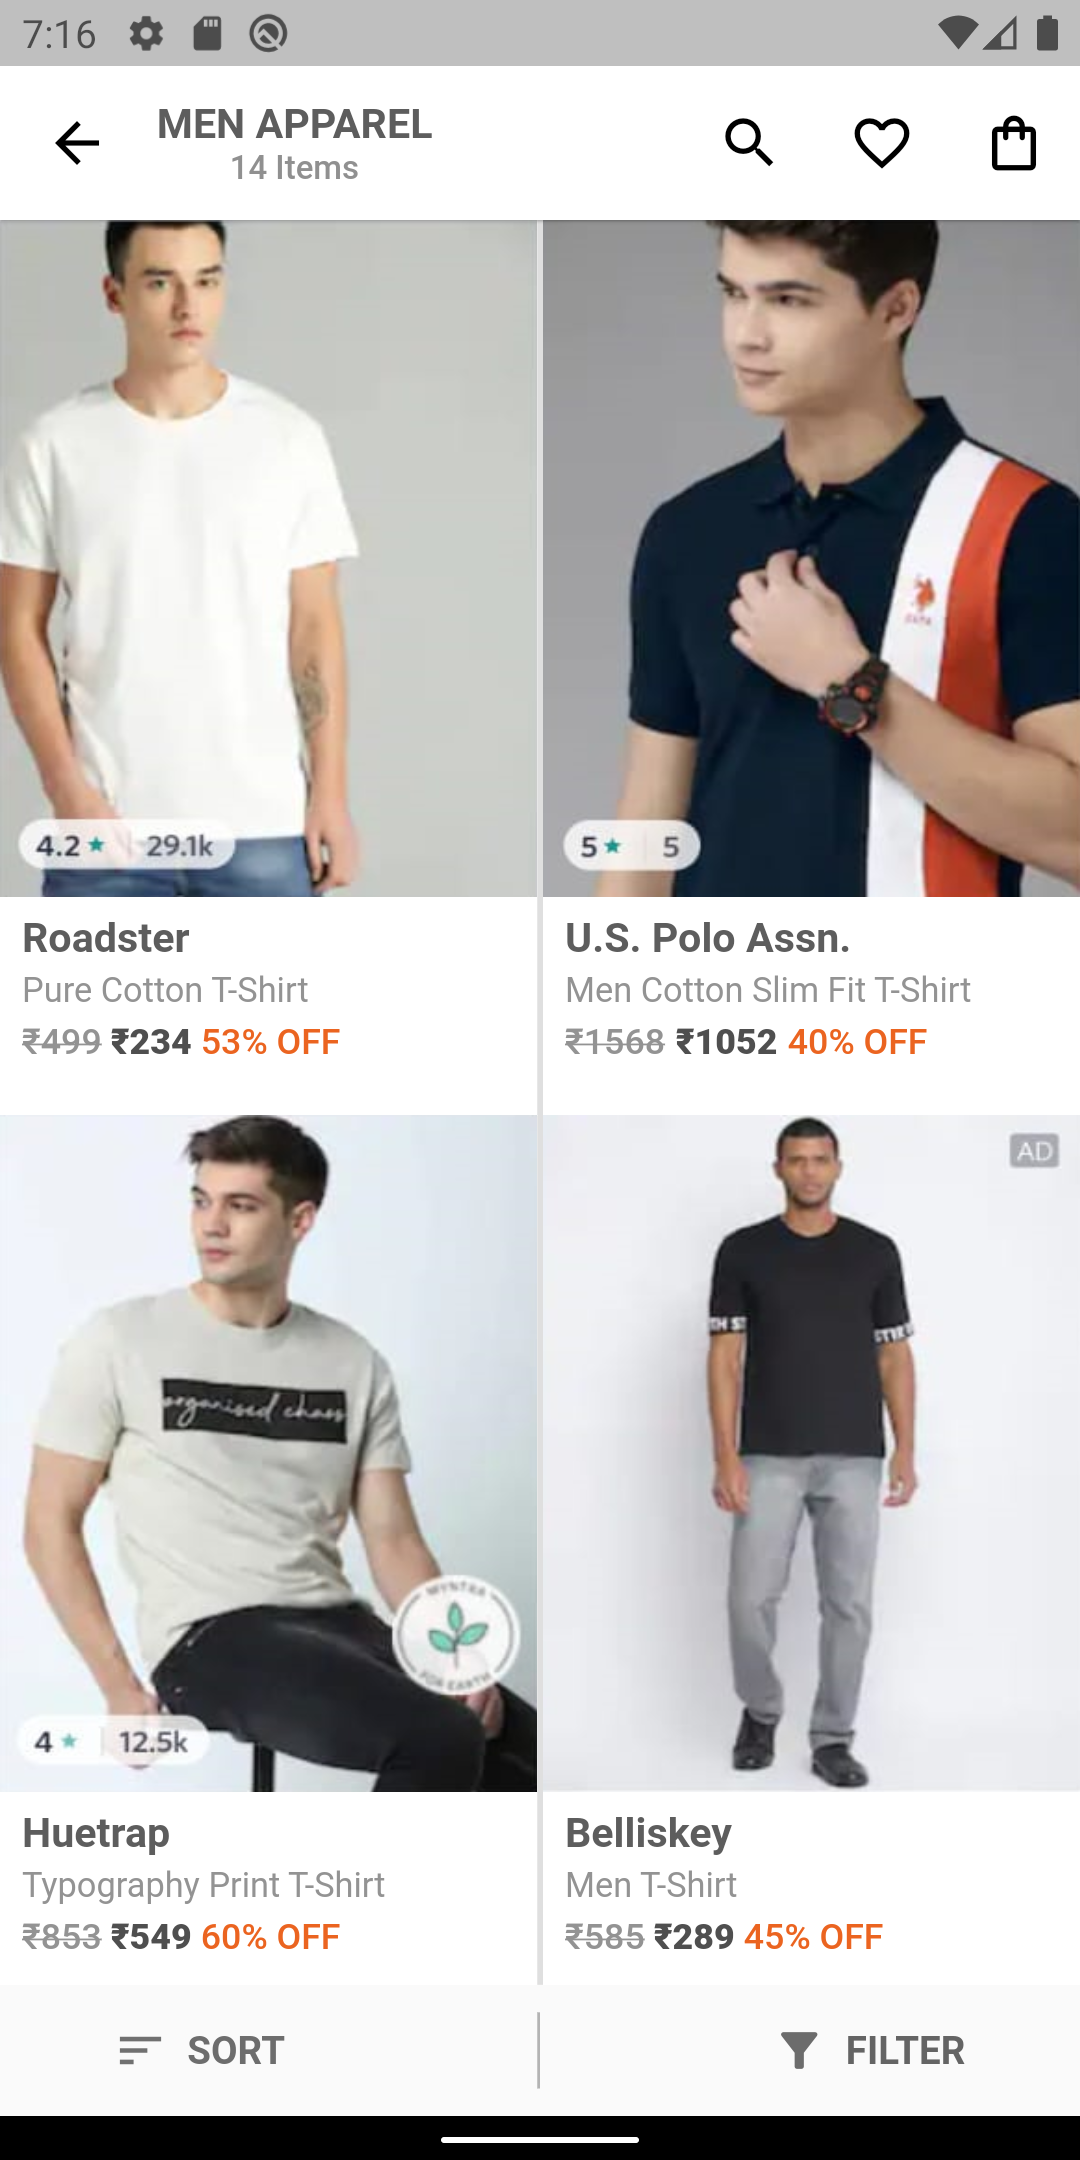 7:16
MEN APPAREL
14 Items
4.2 ★ | 29.1k
5 ★ | 5
Roadster
Pure Cotton T-Shirt
₹499 ₹234 53% OFF
U.S. Polo Assn.
Men Cotton Slim Fit T-Shirt
₹1568 ₹1052 40% OFF
AD
organised chaos
TH ST
MYNTRA
FOR EARTH
4 ★ | 12.5k
Huetrap
Typography Print T-Shirt
₹853 ₹549 60% OFF
Belliskey
Men T-Shirt
₹585 ₹289 45% OFF
SORT
FILTER